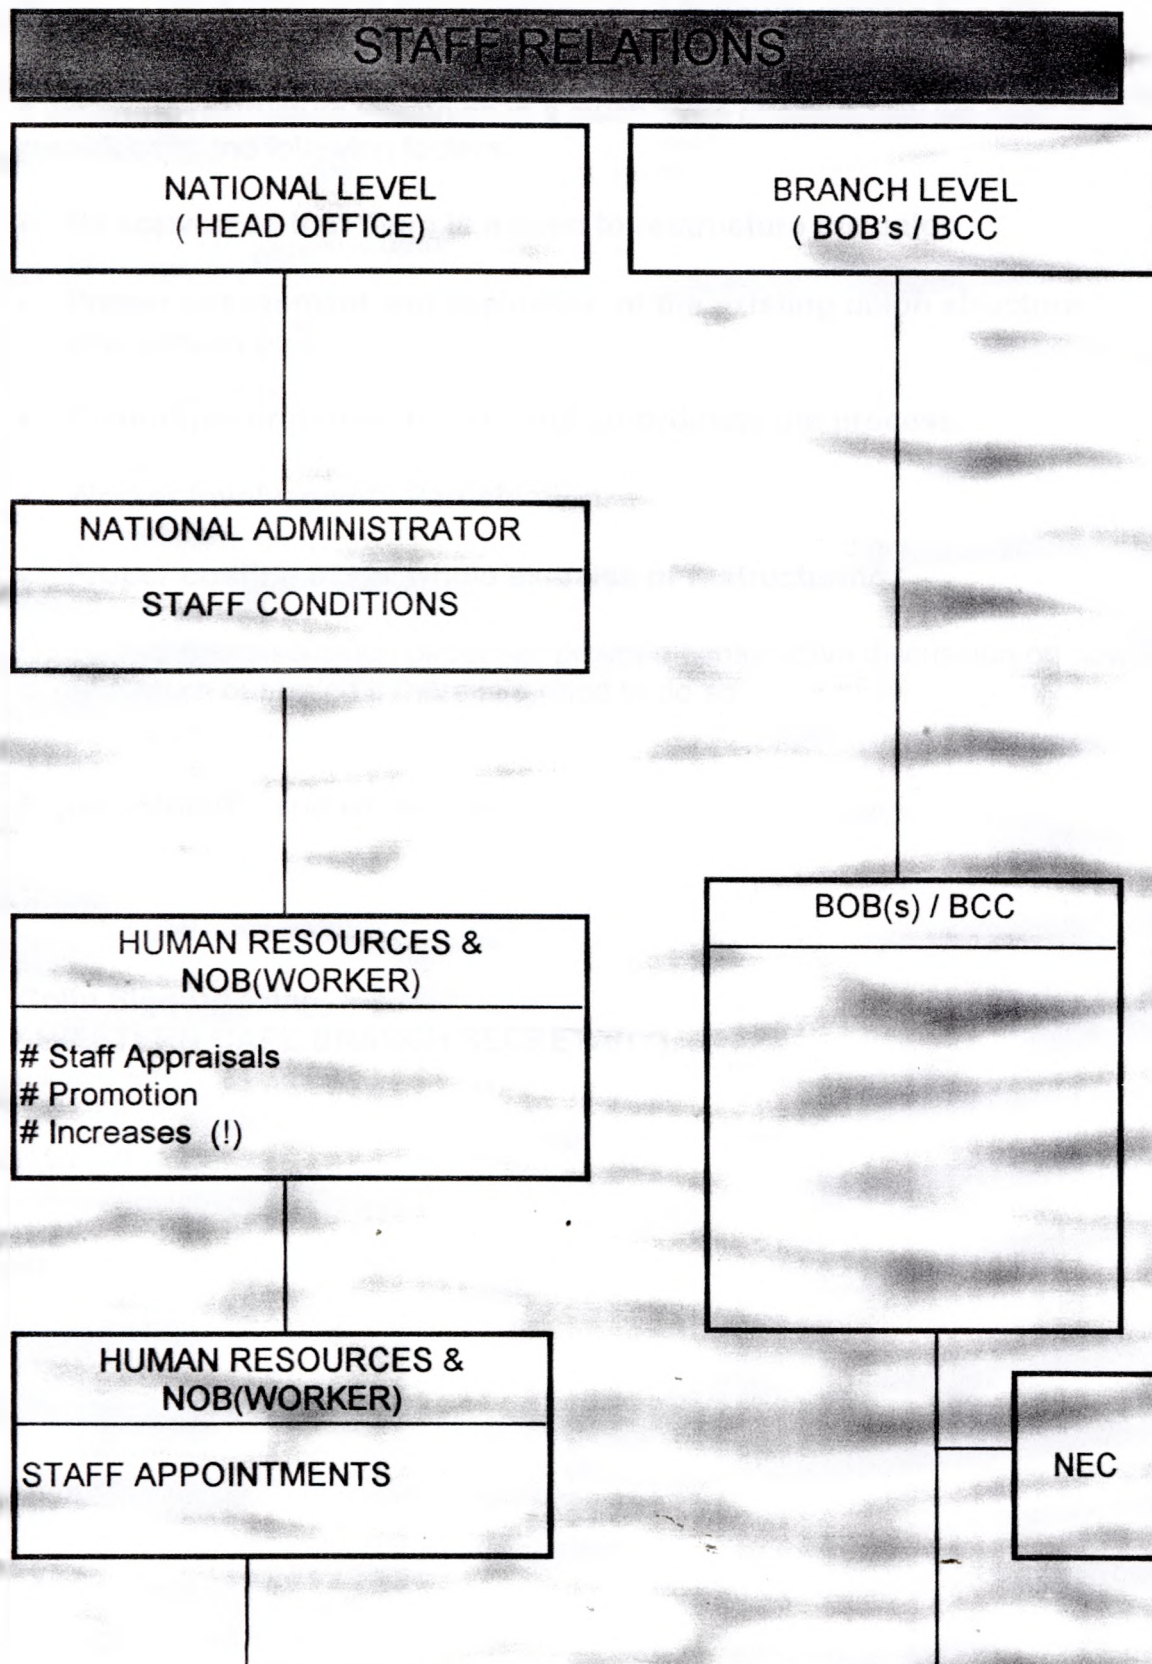 STAFF RELATIONS
NATIONAL LEVEL
( HEAD OFFICE)
BRANCH LEVEL
( BOB's / BCC
NATIONAL ADMINISTRATOR
STAFF CONDITIONS
HUMAN RESOURCES &
NOB(WORKER)
# Staff Appraisals
# Promotion
# Increases (!)
BOB(s) / BCC
HUMAN RESOURCES &
NOB(WORKER)
STAFF APPOINTMENTS
NEC